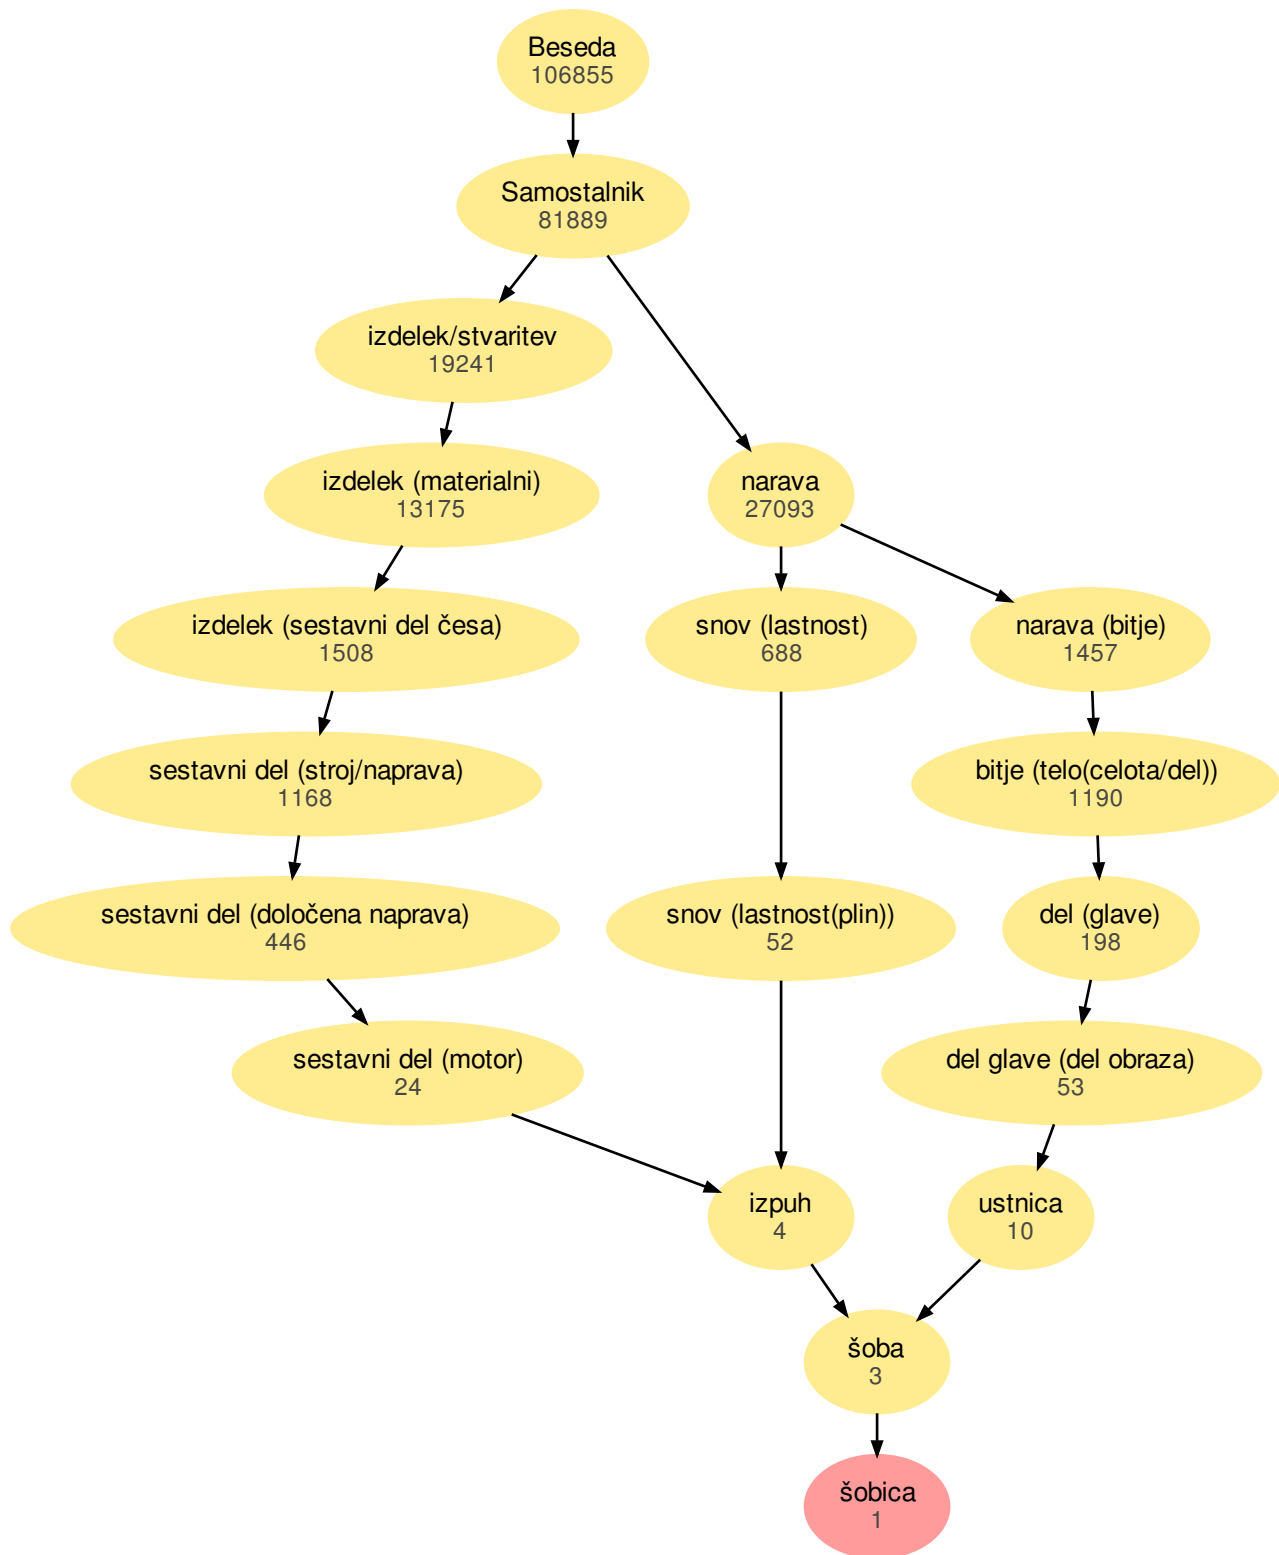 Beseda
106855
Samostalnik
81889
izdelek/stvaritev
19241
izdelek (materialni)
13175
narava
27093
izdelek (sestavni del česa)
1508
snov (lastnost)
688
narava (bitje)
1457
sestavni del (stroj/naprava)
1168
bitje (telo(celota/del))
1190
sestavni del (določena naprava)
446
snov (lastnost(plin))
52
del (glave)
198
sestavni del (motor)
24
del glave (del obraza)
53
izpuh
4
ustnica
10
šoba
3
šobica
1